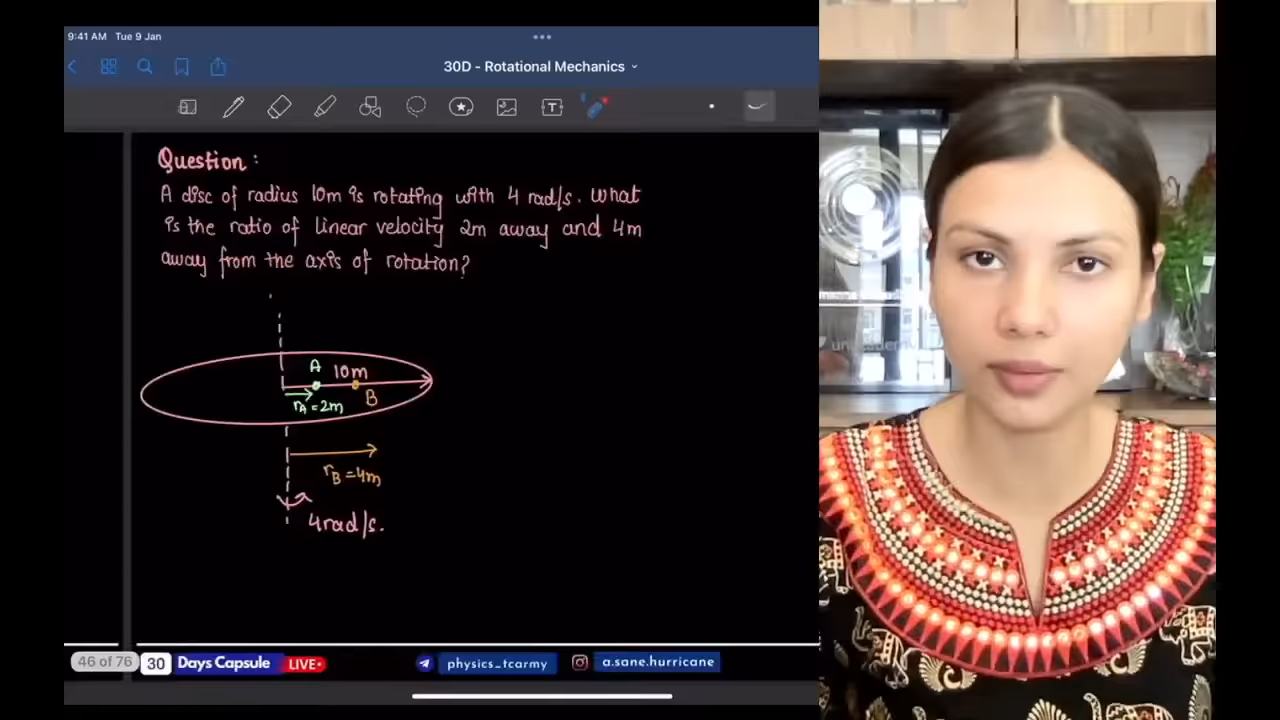 9:41 AM Tue 9 Jan
30D - Rotational Mechanics
T
Question :
A disc of radius 10m is rotating with 4 rad/s. What
is the ratio of linear velocity 2m away and 4m
away from the axis of rotation?
A
10m
B
rA = 2m
rB = 4m
4 rad/s.
46 of 76
30 Days Capsule LIVE
physics_tcarmy
a.sane.hurricane